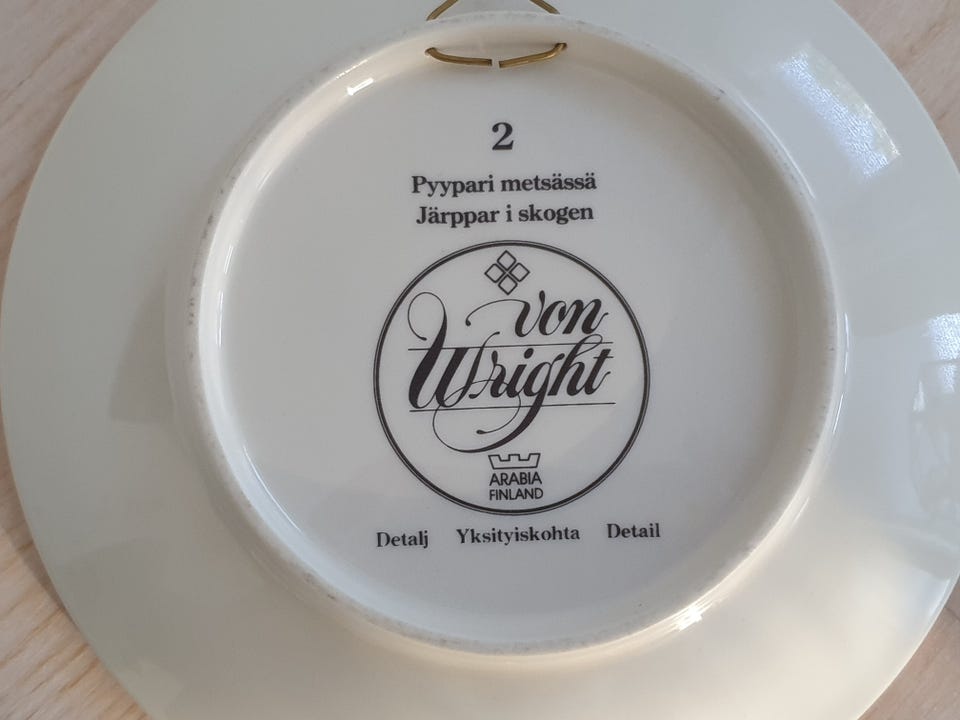 2
Pyypari metsässä
Järppar i skogen
von
Wright
ARABIA
FINLAND
Detalj Yksityiskohta Detail